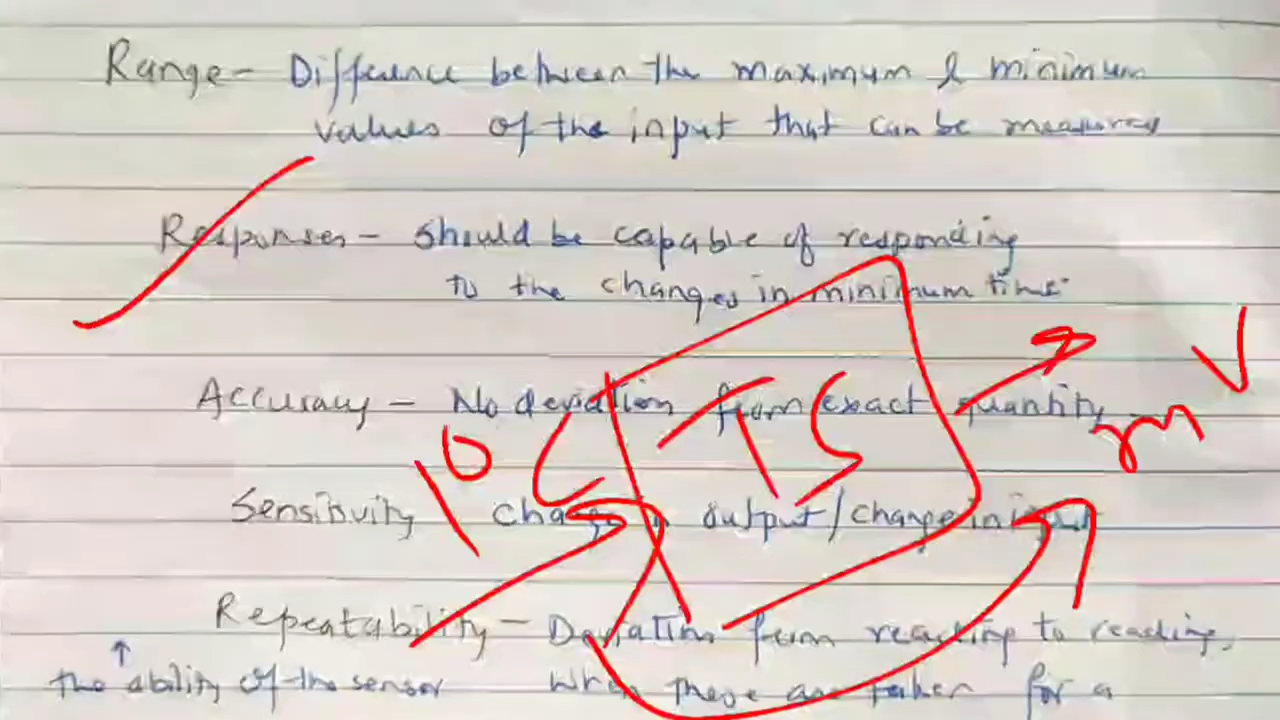 Range - Difference between the maximum & minimum
values of the input that can be measured
Responses - Should be capable of responding
to the changes in minimum time.
Accuracy - No deviation from exact quantity
1°C TS mV
Sensitivity change in output/change in input
Repeatability - Deviation from reading to reading,
the ability of the sensor when these are taken for a